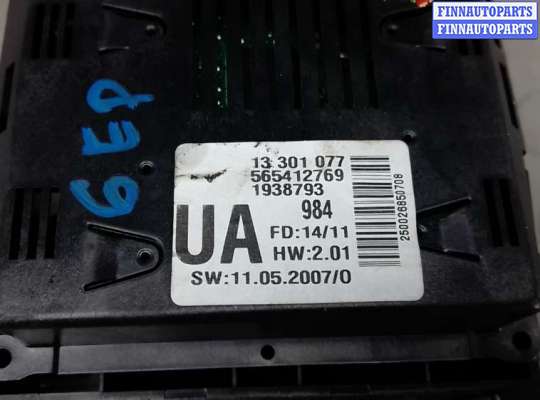 FINNAUTOPARTS
FINNAUTOPARTS
13 301 077
565412769
1938793
984
UA
FD:14/11
HW:2.01
SW:11.05.2007/0
250026850708